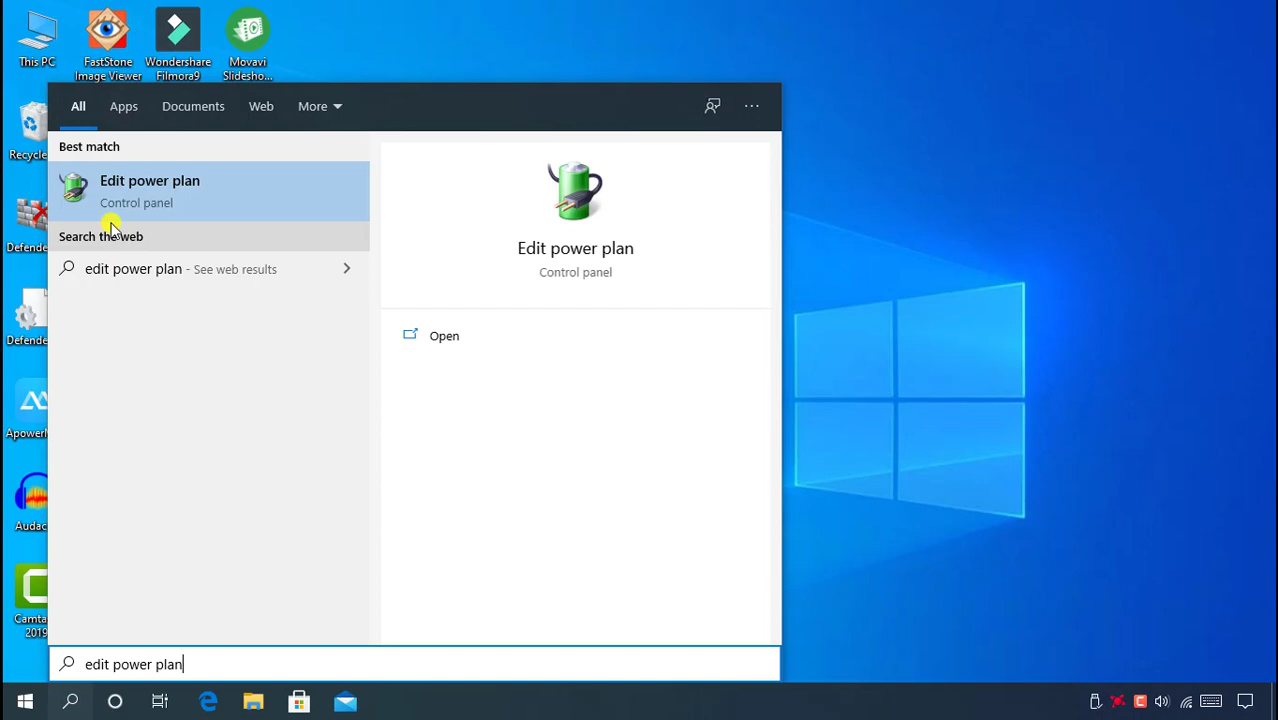 This PC
FastStone
Image Viewer
Wondershare
Filmora9
Movavi
Slidesho...
All
Apps
Documents
Web
More
Best match
Edit power plan
Control panel
Search the web
edit power plan - See web results
Edit power plan
Control panel
Open
Recycle
Defende
Defende
ApowerM
Audac
Camta
2019
edit power plan